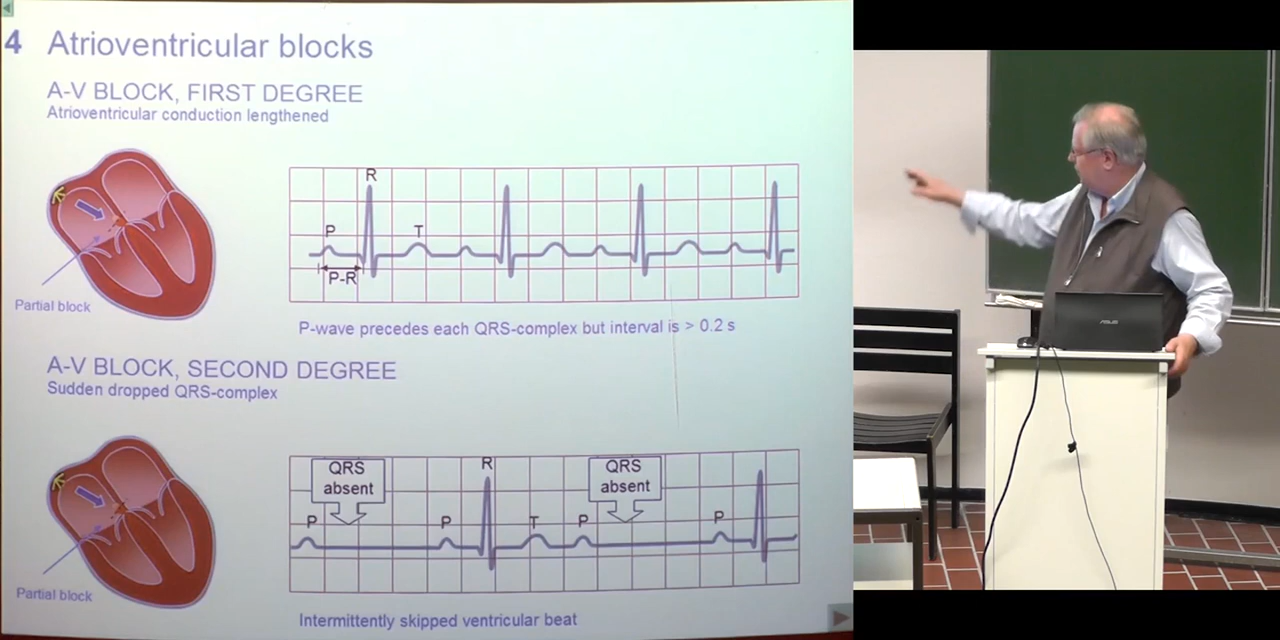 4 Atrioventricular blocks
A-V BLOCK, FIRST DEGREE
Atrioventricular conduction lengthened
R
P
T
P-R
Partial block
P-wave precedes each QRS-complex but interval is > 0.2 s
A-V BLOCK, SECOND DEGREE
Sudden dropped QRS-complex
QRS
absent
R
QRS
absent
P
P
T
P
P
Partial block
Intermittently skipped ventricular beat
ASUS